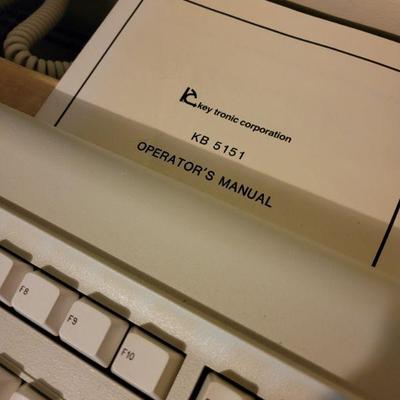 key tronic corporation
KB 5151
OPERATOR'S MANUAL
F8
F9
F10